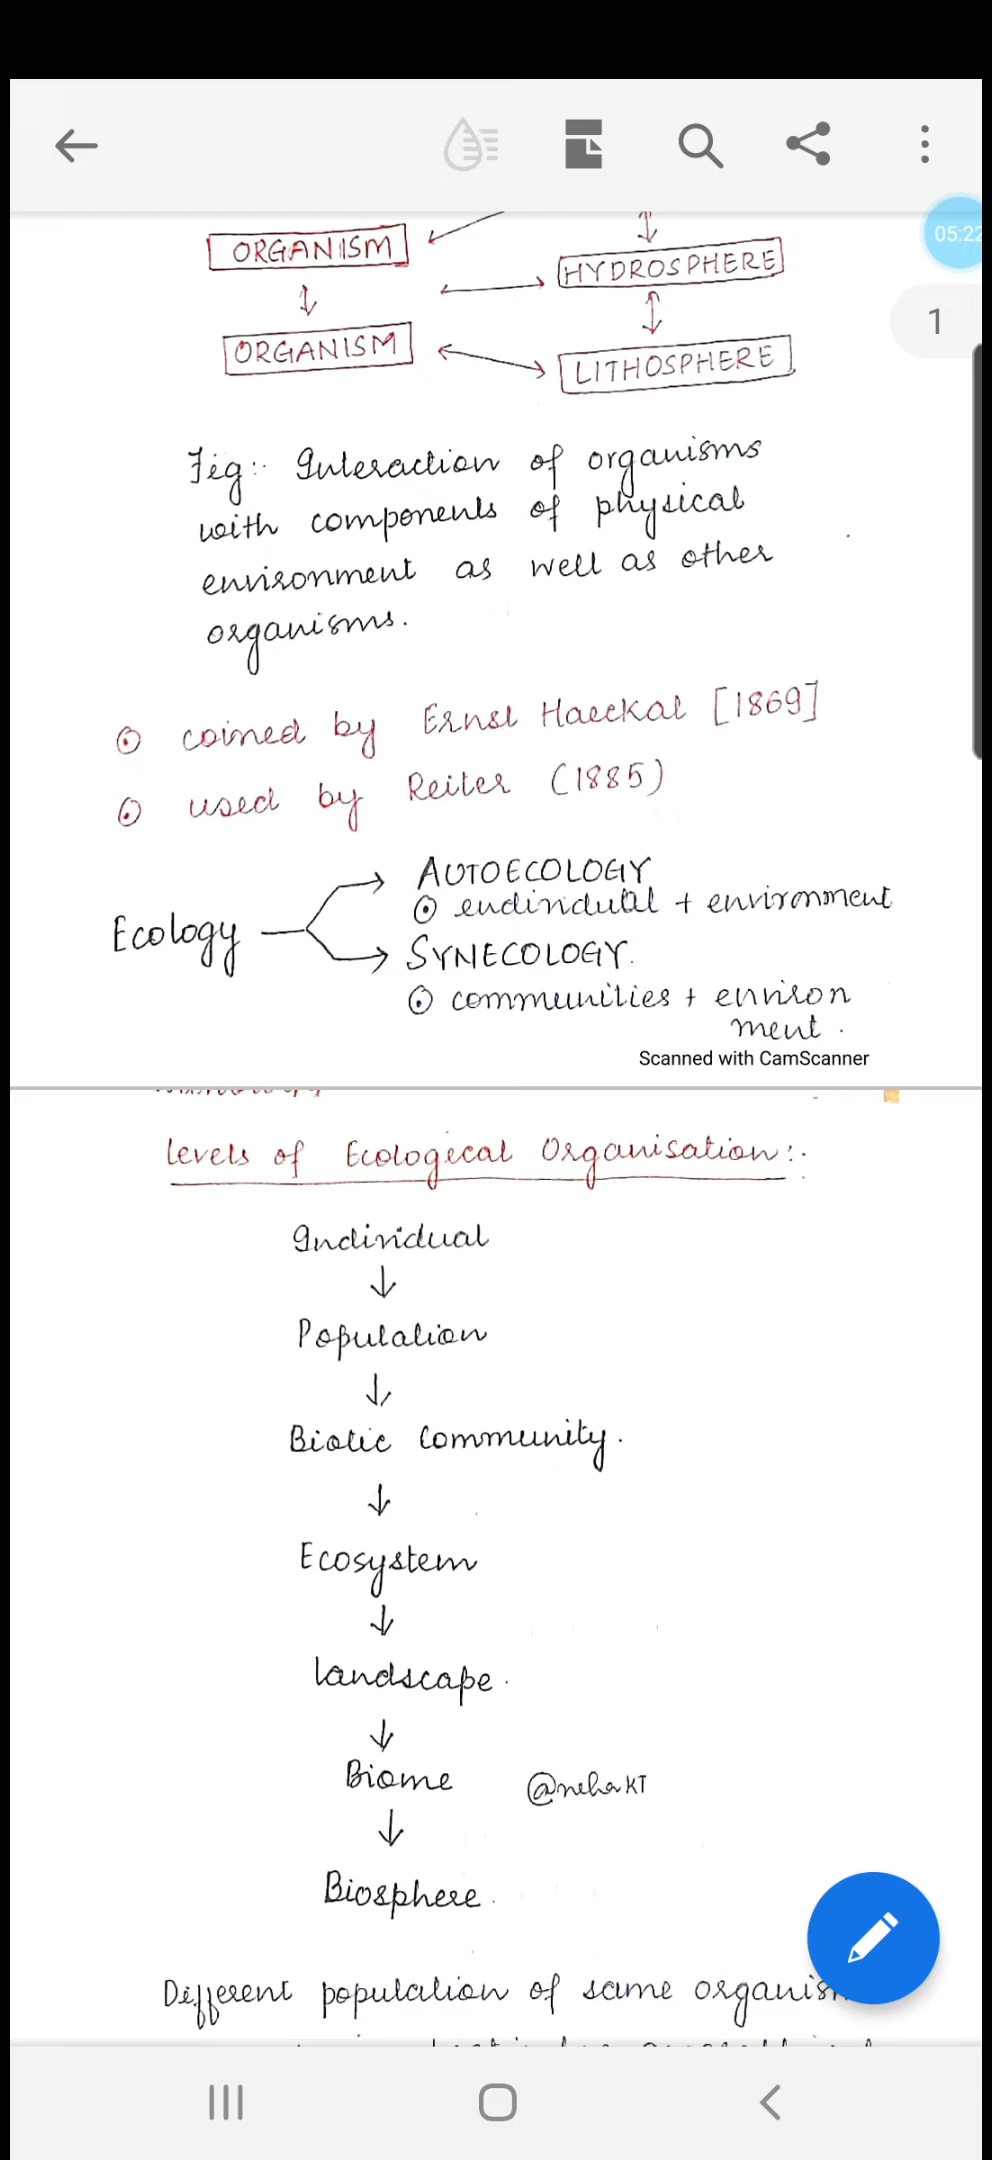 05:22
ORGANISM
HYDROSPHERE
1
ORGANISM
LITHOSPHERE
Fig:- Interaction of organisms
with components of physical
environment as well as other
organisms.
coined by Ernst Haeckal [1869]
used by Reiter (1885)
AUTOECOLOGY
endindual + environment
Ecology
SYNECOLOGY.
communities + environ
ment.
Scanned with CamScanner
levels of Ecological Organisation:-
Individual
Population
Biotic Community.
Ecosystem
landscape.
Biome @nehaKT
Biosphere.
Different population of same